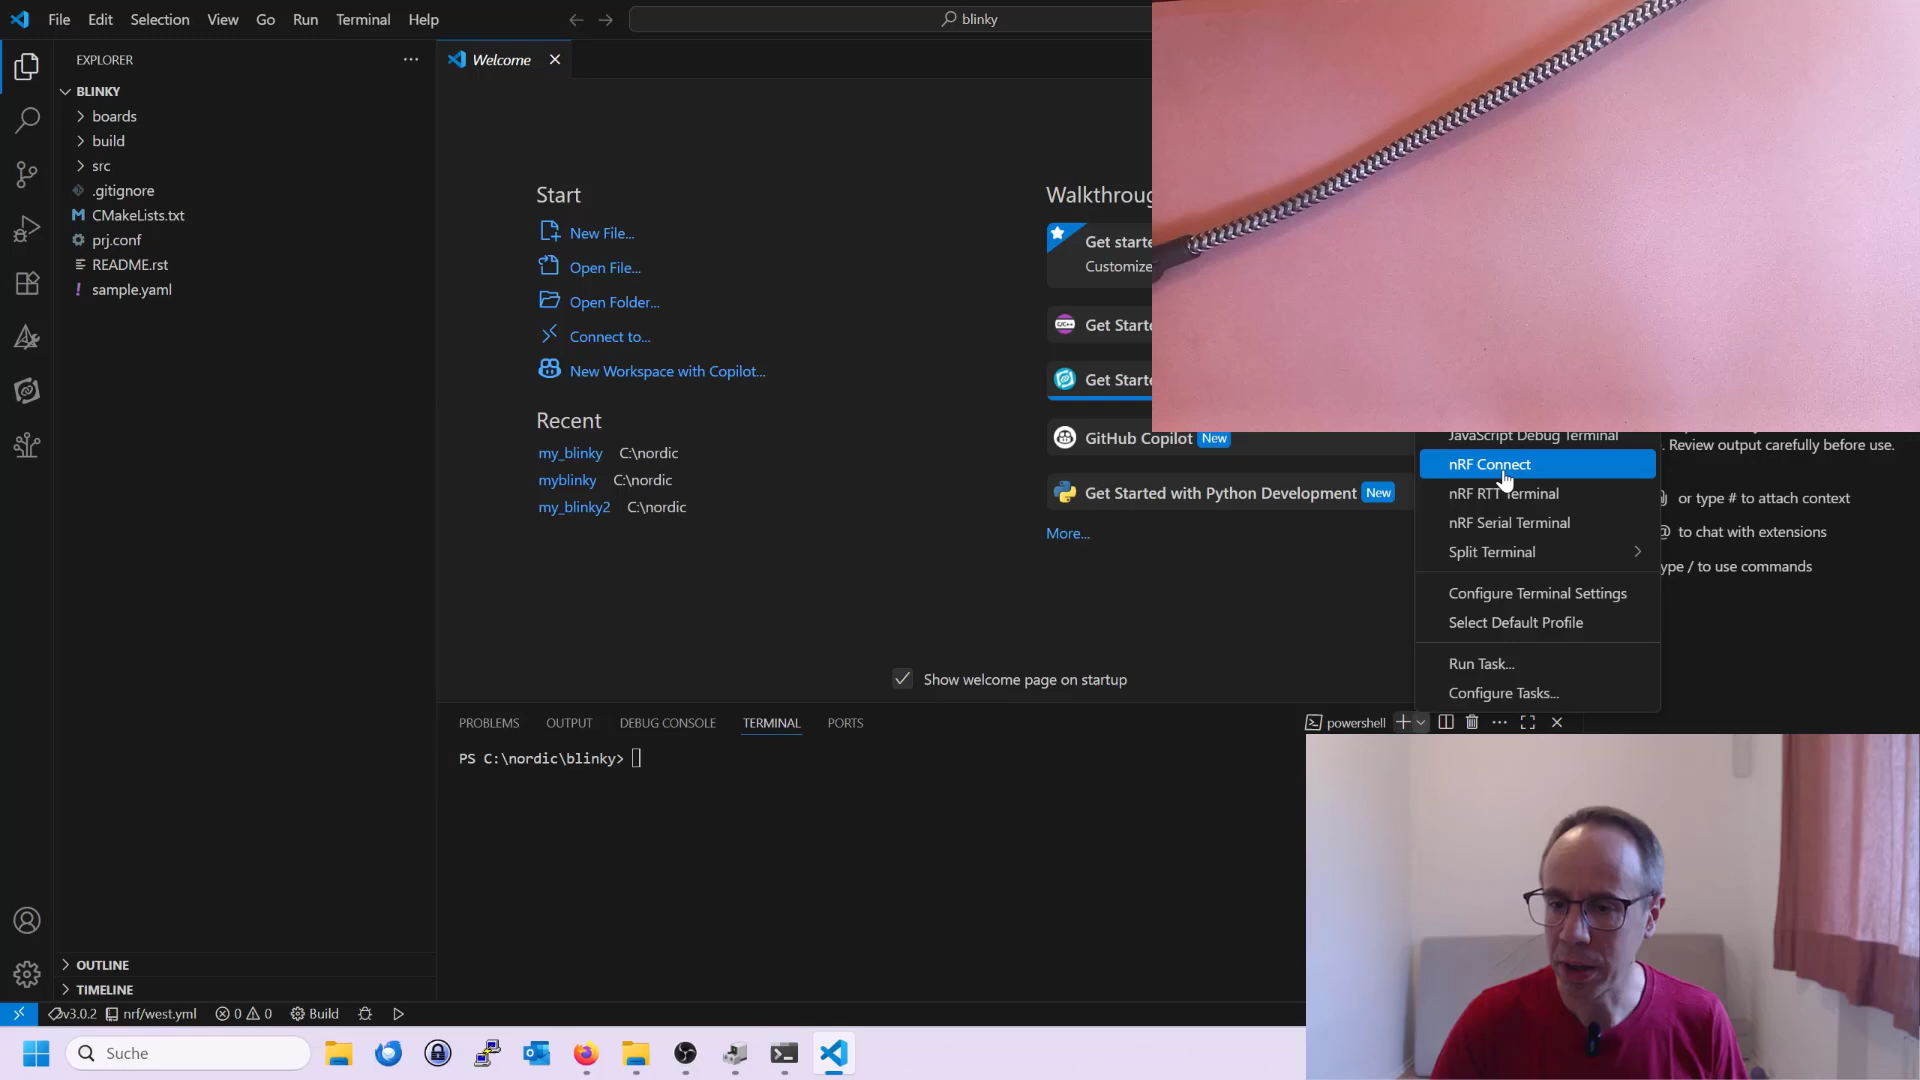 File Edit Selection View Go Run Terminal Help
blinky
EXPLORER
BLINKY
boards
build
src
.gitignore
CMakeLists.txt
prj.conf
README.rst
sample.yaml
OUTLINE
TIMELINE
Welcome
Start
New File...
Open File...
Open Folder...
Connect to...
New Workspace with Copilot...
Recent
my_blinky C:\nordic
myblinky C:\nordic
my_blinky2 C:\nordic
Walkthroug
Get starte
Customize
Get Starte
Get Starte
GitHub Copilot New
Get Started with Python Development New
More...
Show welcome page on startup
JavaScript Debug Terminal
nRF Connect
nRF RTT Terminal
nRF Serial Terminal
Split Terminal
Configure Terminal Settings
Select Default Profile
Run Task...
Configure Tasks...
. Review output carefully before use.
or type # to attach context
to chat with extensions
ype / to use commands
PROBLEMS OUTPUT DEBUG CONSOLE TERMINAL PORTS
powershell
PS C:\nordic\blinky>
v3.0.2 nrf/west.yml 0 0 Build
Suche